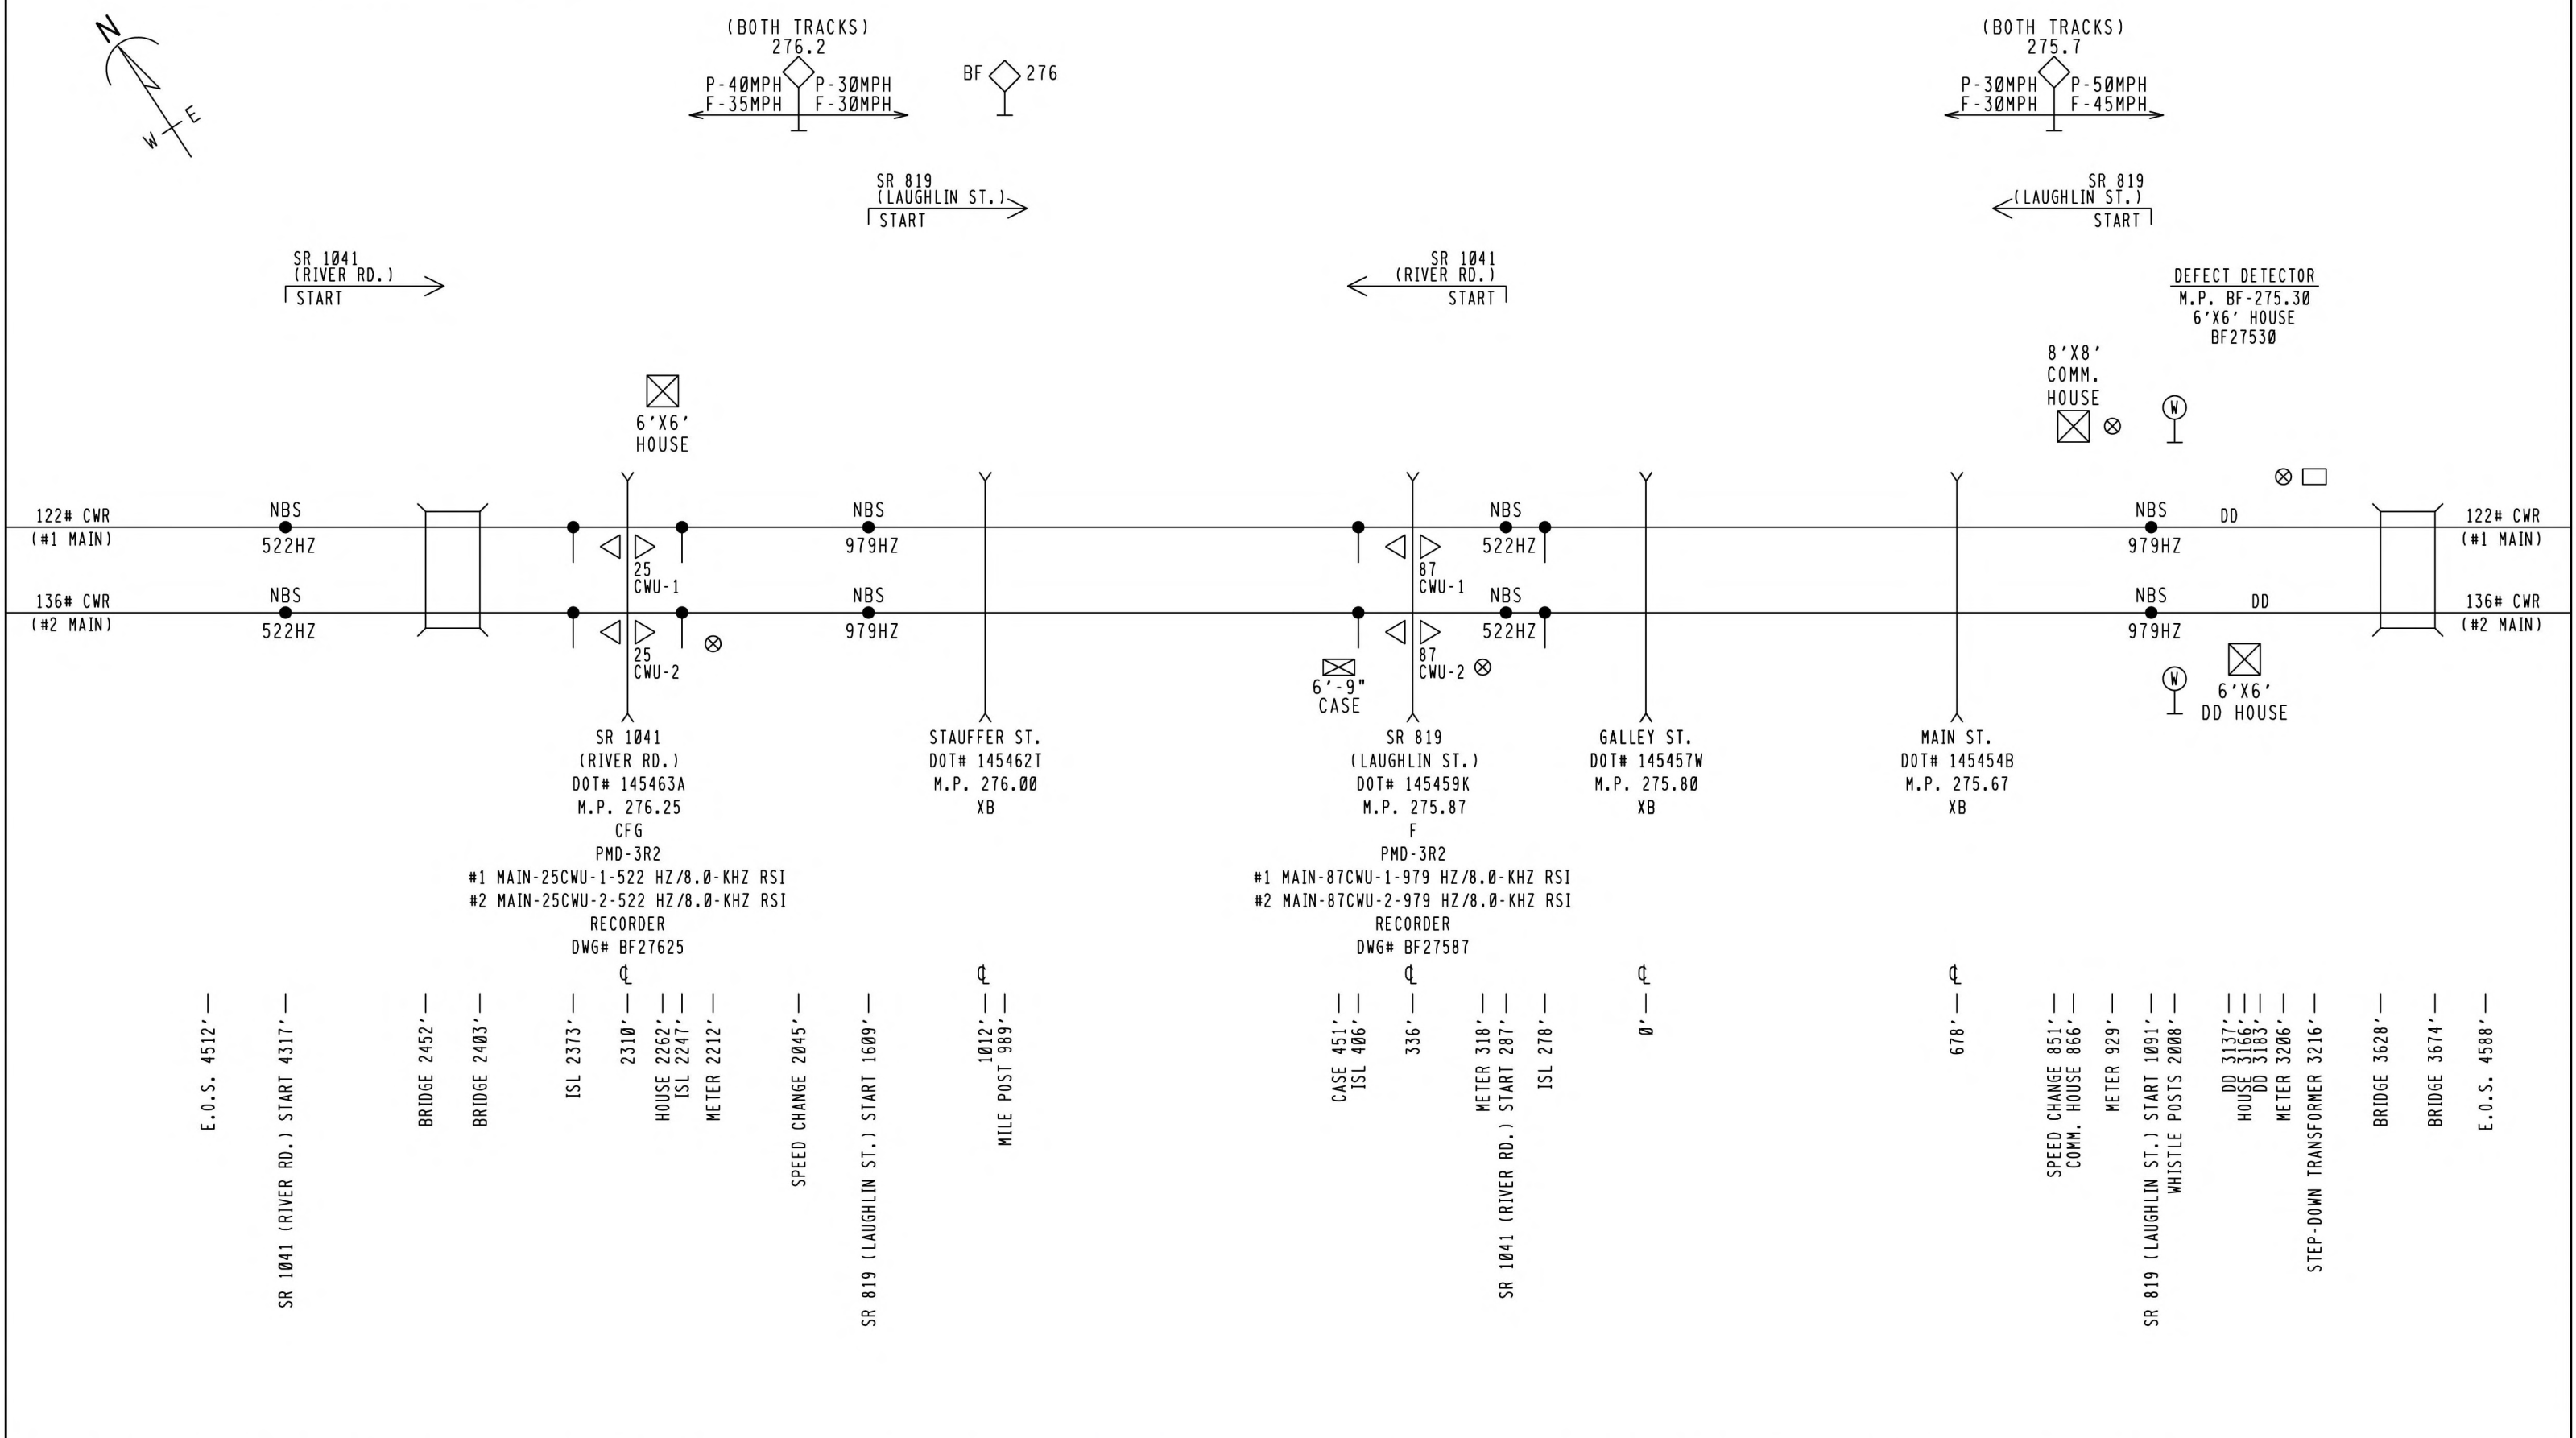 N
W
E
(BOTH TRACKS)
276.2
P-40MPH P-30MPH
F-35MPH F-30MPH
BF 276
(BOTH TRACKS)
275.7
P-30MPH P-50MPH
F-30MPH F-45MPH
SR 819
(LAUGHLIN ST.)
START
SR 819
(LAUGHLIN ST.)
START
SR 1041
(RIVER RD.)
START
SR 1041
(RIVER RD.)
START
DEFECT DETECTOR
M.P. BF-275.30
6'X6' HOUSE
BF27530
8'X8'
COMM.
HOUSE
W
6'X6'
HOUSE
122# CWR
(#1 MAIN)
NBS
522HZ
25
CWU-1
NBS
979HZ
87
CWU-1
NBS
522HZ
NBS
979HZ
DD
122# CWR
(#1 MAIN)
136# CWR
(#2 MAIN)
NBS
522HZ
25
CWU-2
NBS
979HZ
87
CWU-2
NBS
522HZ
NBS
979HZ
DD
136# CWR
(#2 MAIN)
6'-9"
CASE
W
6'X6'
DD HOUSE
SR 1041
(RIVER RD.)
DOT# 145463A
M.P. 276.25
CFG
PMD-3R2
#1 MAIN-25CWU-1-522 HZ/8.0-KHZ RSI
#2 MAIN-25CWU-2-522 HZ/8.0-KHZ RSI
RECORDER
DWG# BF27625
STAUFFER ST.
DOT# 145462T
M.P. 276.00
XB
SR 819
(LAUGHLIN ST.)
DOT# 145459K
M.P. 275.87
F
PMD-3R2
#1 MAIN-87CWU-1-979 HZ/8.0-KHZ RSI
#2 MAIN-87CWU-2-979 HZ/8.0-KHZ RSI
RECORDER
DWG# BF27587
GALLEY ST.
DOT# 145457W
M.P. 275.80
XB
MAIN ST.
DOT# 145454B
M.P. 275.67
XB
℄
℄
℄
℄
℄
E.O.S. 4512'
SR 1041 (RIVER RD.) START 4317'
BRIDGE 2452'
BRIDGE 2403'
ISL 2373'
2310'
HOUSE 2262'
ISL 2247'
METER 2212'
SPEED CHANGE 2045'
SR 819 (LAUGHLIN ST.) START 1609'
1012'
MILE POST 989'
CASE 451'
ISL 406'
336'
METER 318'
SR 1041 (RIVER RD.) START 287'
ISL 278'
0'
678'
SPEED CHANGE 851'
COMM. HOUSE 866'
METER 929'
SR 819 (LAUGHLIN ST.) START 1091'
WHISTLE POSTS 2008'
DD 3137'
HOUSE 3166'
DD 3183'
METER 3206'
STEP-DOWN TRANSFORMER 3216'
BRIDGE 3628'
BRIDGE 3674'
E.O.S. 4588'